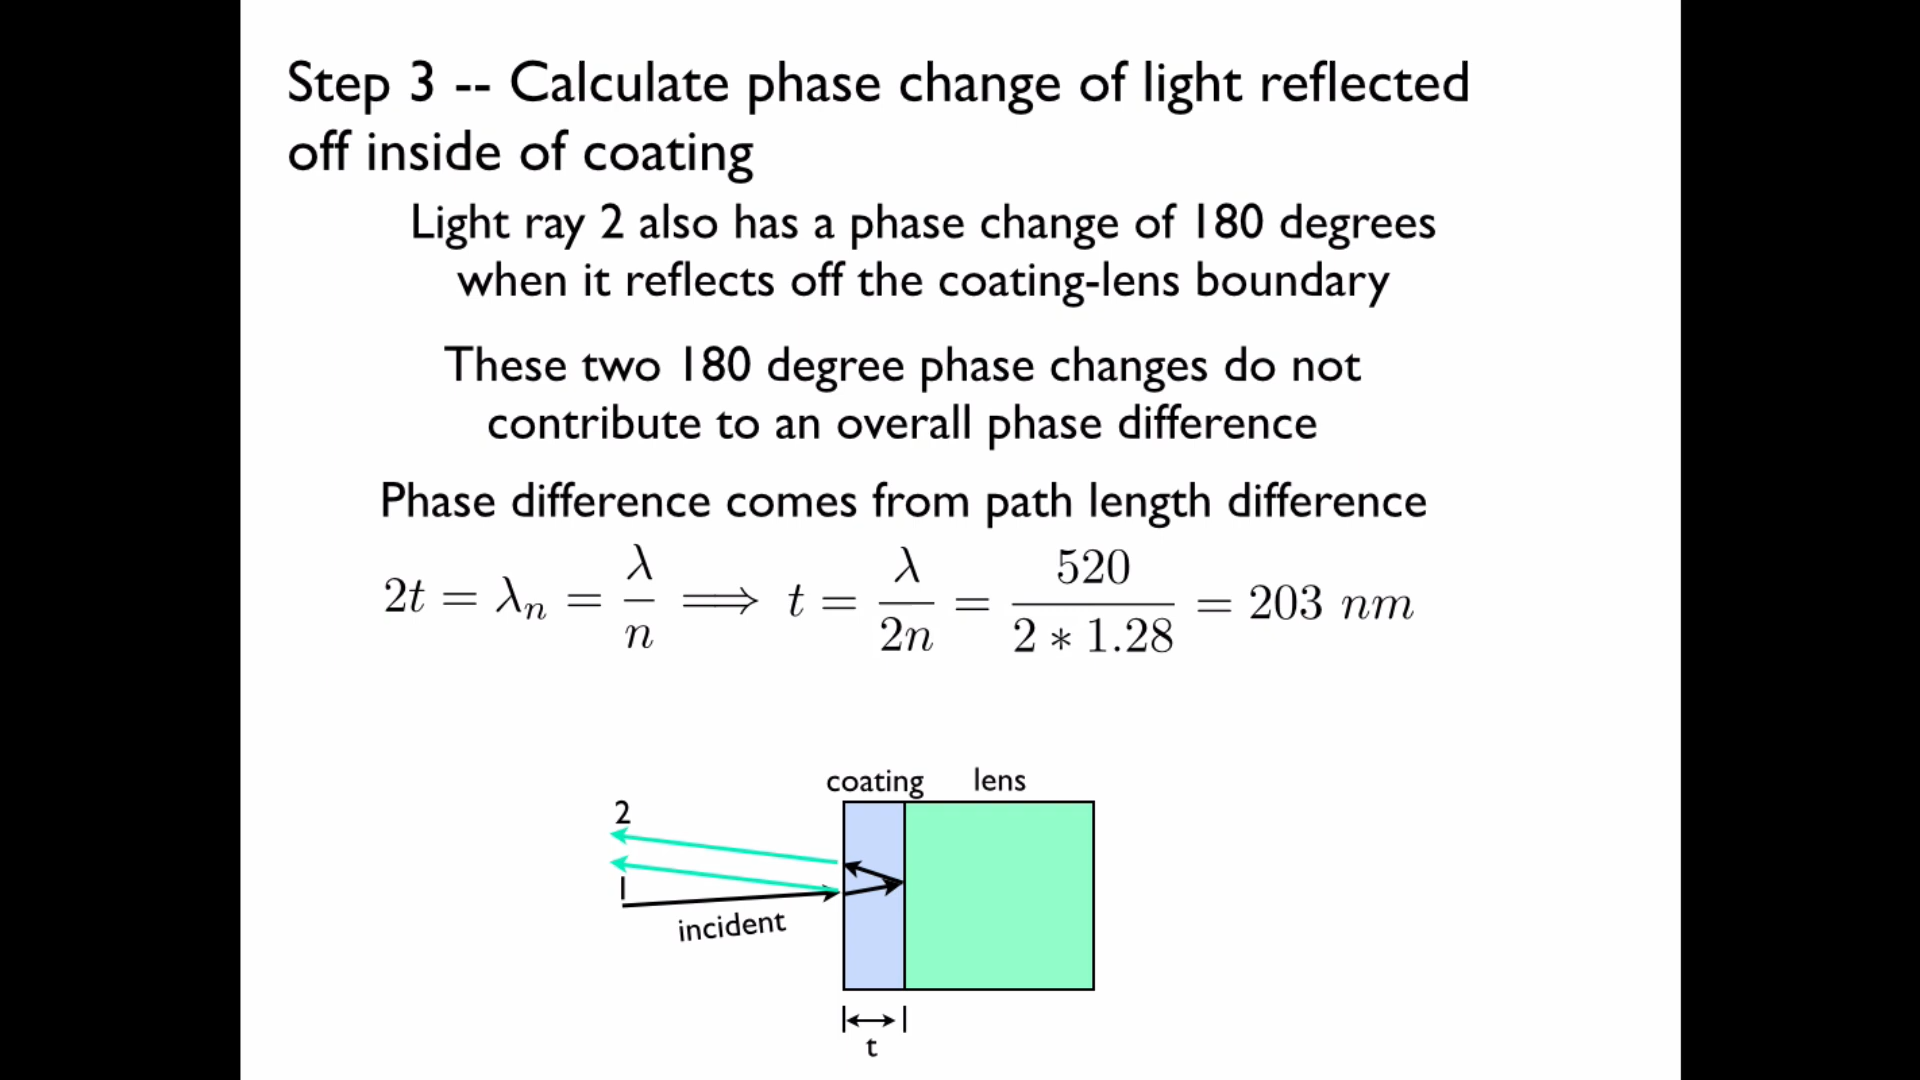 Step 3 -- Calculate phase change of light reflected
off inside of coating
Light ray 2 also has a phase change of 180 degrees
when it reflects off the coating-lens boundary
These two 180 degree phase changes do not
contribute to an overall phase difference
Phase difference comes from path length difference
2t = λₙ = λ/n ⟹ t = λ/2n = 520/2 * 1.28 = 203 nm
coating lens
2
1
incident
t